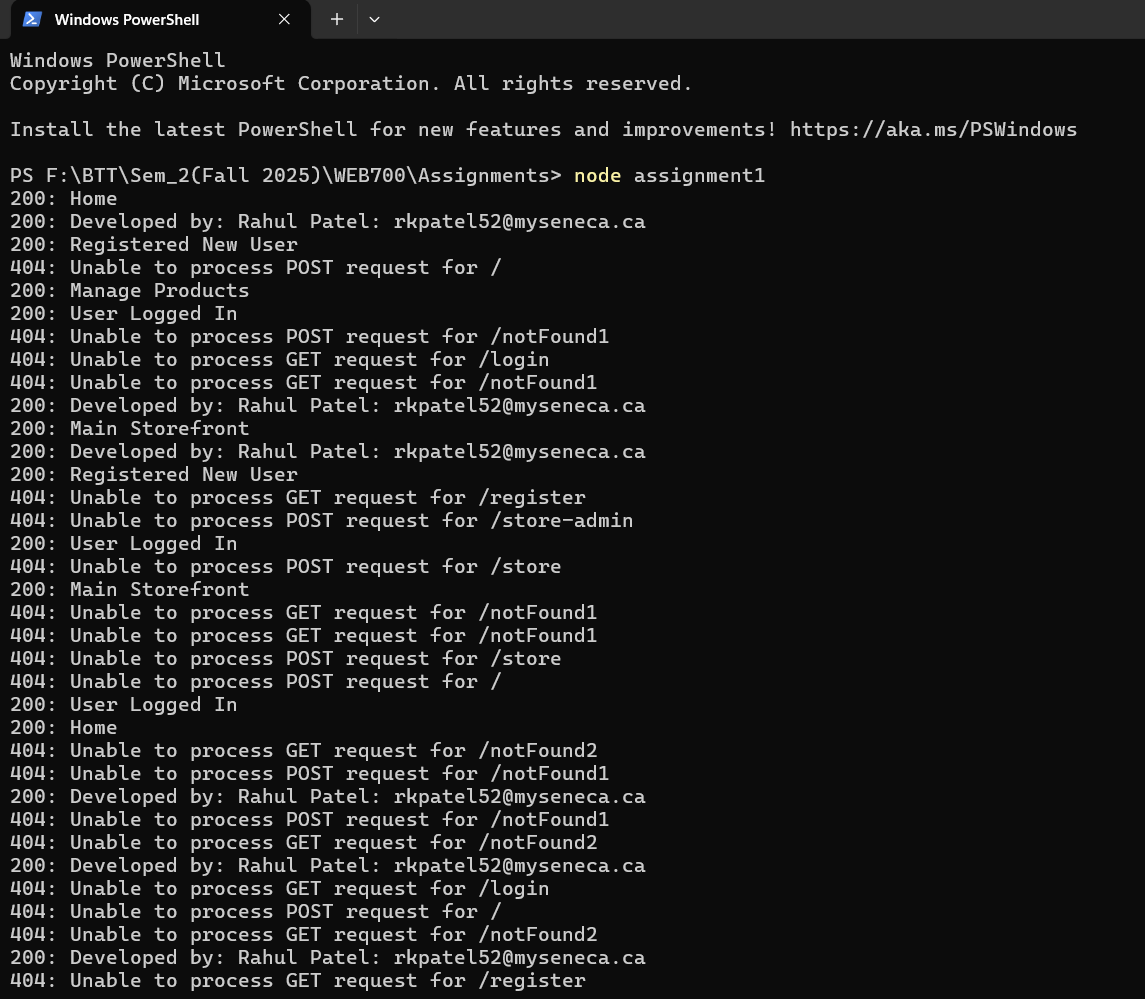 Windows PowerShell
Windows PowerShell
Copyright (C) Microsoft Corporation. All rights reserved.
Install the latest PowerShell for new features and improvements! https://aka.ms/PSWindows
PS F:\BTT\Sem_2(Fall 2025)\WEB700\Assignments> node assignment1
200: Home
200: Developed by: Rahul Patel: rkpatel52@myseneca.ca
200: Registered New User
404: Unable to process POST request for /
200: Manage Products
200: User Logged In
404: Unable to process POST request for /notFound1
404: Unable to process GET request for /login
404: Unable to process GET request for /notFound1
200: Developed by: Rahul Patel: rkpatel52@myseneca.ca
200: Main Storefront
200: Developed by: Rahul Patel: rkpatel52@myseneca.ca
200: Registered New User
404: Unable to process GET request for /register
404: Unable to process POST request for /store-admin
200: User Logged In
404: Unable to process POST request for /store
200: Main Storefront
404: Unable to process GET request for /notFound1
404: Unable to process GET request for /notFound1
404: Unable to process POST request for /store
404: Unable to process POST request for /
200: User Logged In
200: Home
404: Unable to process GET request for /notFound2
404: Unable to process POST request for /notFound1
200: Developed by: Rahul Patel: rkpatel52@myseneca.ca
404: Unable to process POST request for /notFound1
404: Unable to process GET request for /notFound2
200: Developed by: Rahul Patel: rkpatel52@myseneca.ca
404: Unable to process GET request for /login
404: Unable to process POST request for /
404: Unable to process GET request for /notFound2
200: Developed by: Rahul Patel: rkpatel52@myseneca.ca
404: Unable to process GET request for /register